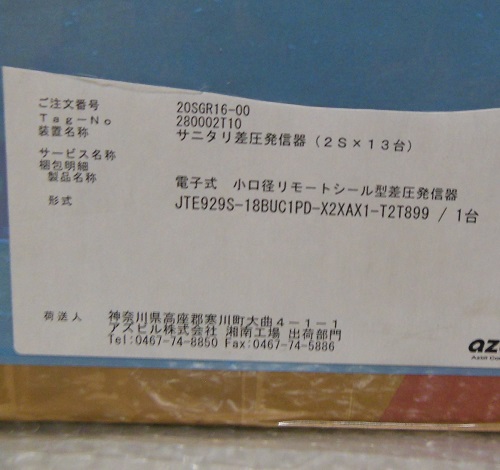 ご注文番号 20SGR16-00
Tag-No 280002T10
装置名称 サニタリ差圧発信器(2S×13台)
サービス名称
梱包明細
製品名称 電子式 小口径リモートシール型差圧発信器
形式 JTE929S-18BUC1PD-X2XAX1-T2T899 / 1台
荷送人 神奈川県高座郡寒川町大曲4-1-1
アズビル株式会社 湘南工場 出荷部門
Tel:0467-74-8850 Fax:0467-74-5886